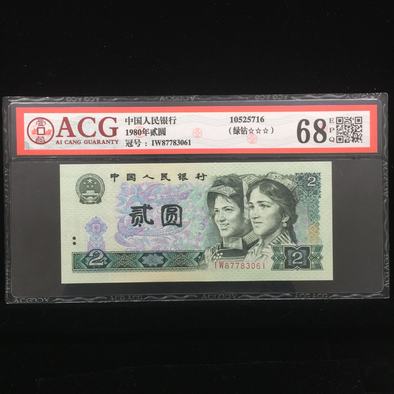 ACG
AI CANG GUARANTY
中国人民银行
1980年贰圆
冠号：IW87783061
10525716
（绿钻☆☆☆）
68 EPQ
中国人民银行
贰圆
2
IW87783061
2
2